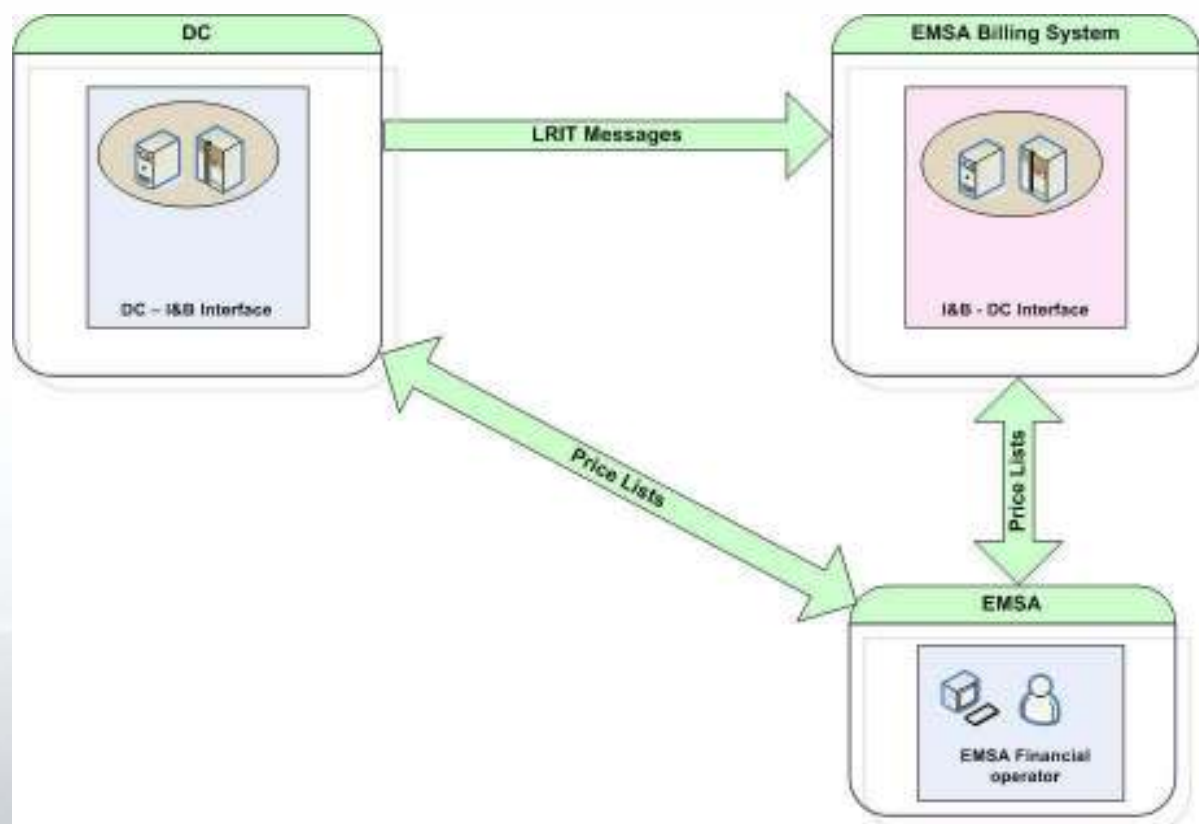 DC
EMSA Billing System
LRIT Messages
DC – I&B Interface
I&B - DC Interface
Price Lists
Price Lists
EMSA
EMSA Financial
operator